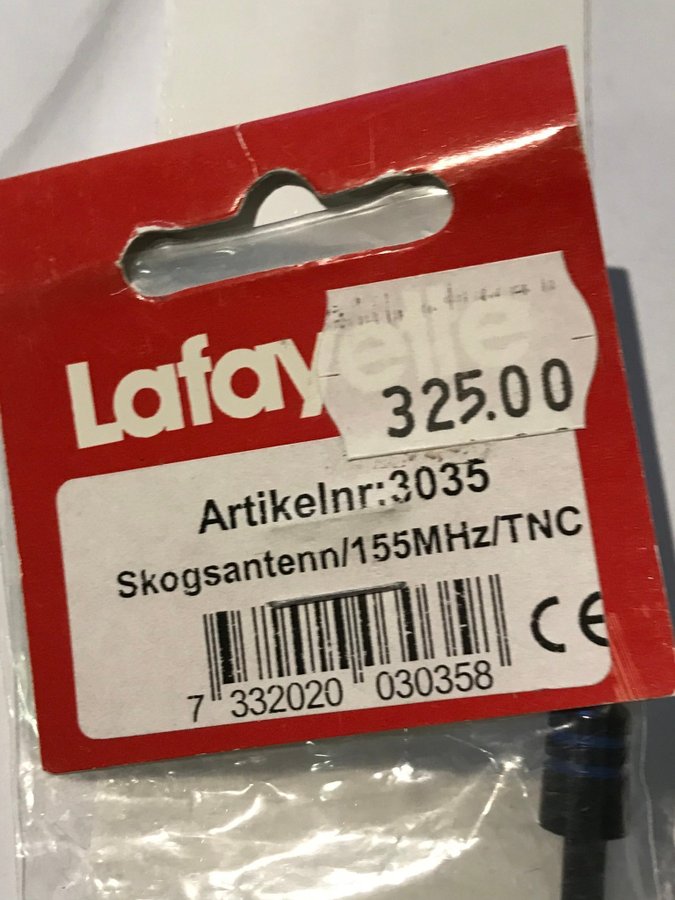 Lafayette
325.00
Artikelnr:3035
Skogsantenn/155MHz/TNC
CE
7 332020 030358